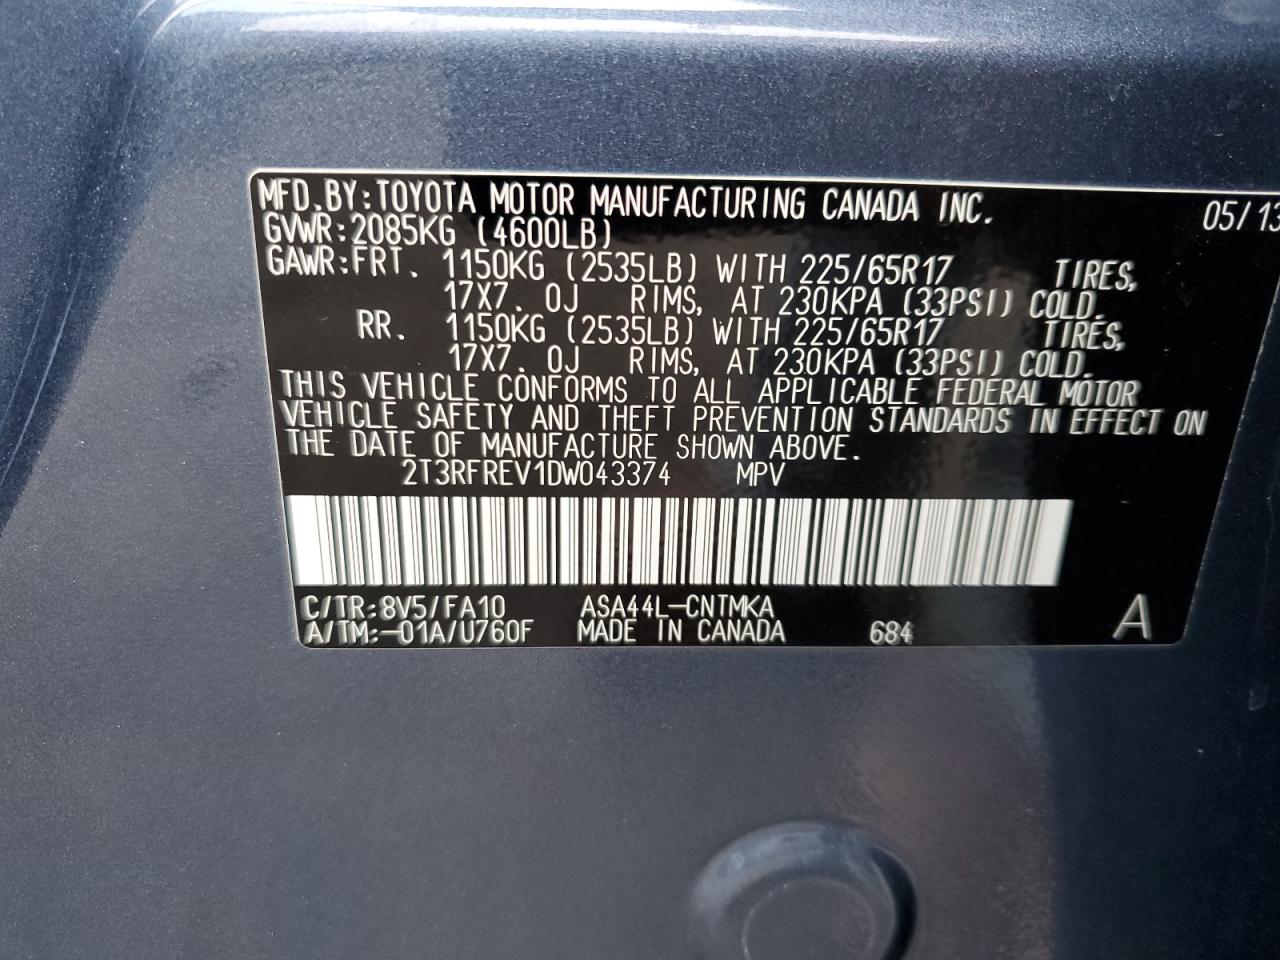 MFD.BY:TOYOTA MOTOR MANUFACTURING CANADA INC. 05/13
GVWR:2085KG (4600LB)
GAWR:FRT. 1150KG (2535LB) WITH 225/65R17 TIRES,
17X7.0J RIMS, AT 230KPA (33PSI) COLD.
RR. 1150KG (2535LB) WITH 225/65R17 TIRES,
17X7.0J RIMS, AT 230KPA (33PSI) COLD.
THIS VEHICLE CONFORMS TO ALL APPLICABLE FEDERAL MOTOR
VEHICLE SAFETY AND THEFT PREVENTION STANDARDS IN EFFECT ON
THE DATE OF MANUFACTURE SHOWN ABOVE.
2T3RFREV1DW043374 MPV
C/TR:8V5/FA10 ASA44L-CNTMKA
A/TM:-01A/U760F MADE IN CANADA 684 A